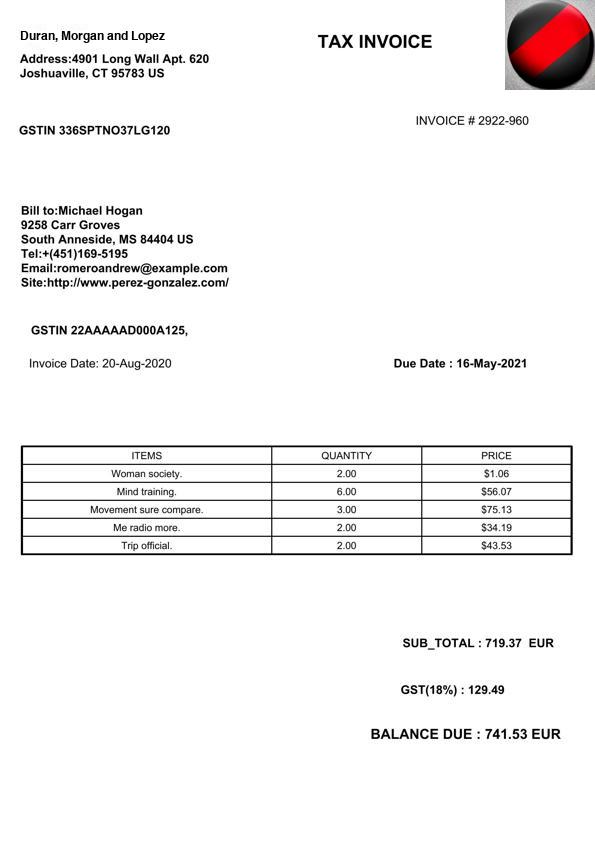 Duran, Morgan and Lopez
TAX INVOICE
Address:4901 Long Wall Apt. 620
Joshuaville, CT 95783 US
INVOICE # 2922-960
GSTIN 336SPTNO37LG120
Bill to:Michael Hogan
9258 Carr Groves
South Anneside, MS 84404 US
Tel:+(451)169-5195
Email:romeroandrew@example.com
Site:http://www.perez-gonzalez.com/
GSTIN 22AAAAAD000A125,
Invoice Date: 20-Aug-2020
Due Date : 16-May-2021
ITEMS QUANTITY PRICE
Woman society. 2.00 $1.06
Mind training. 6.00 $56.07
Movement sure compare. 3.00 $75.13
Me radio more. 2.00 $34.19
Trip official. 2.00 $43.53
SUB_TOTAL : 719.37 EUR
GST(18%) : 129.49
BALANCE DUE : 741.53 EUR